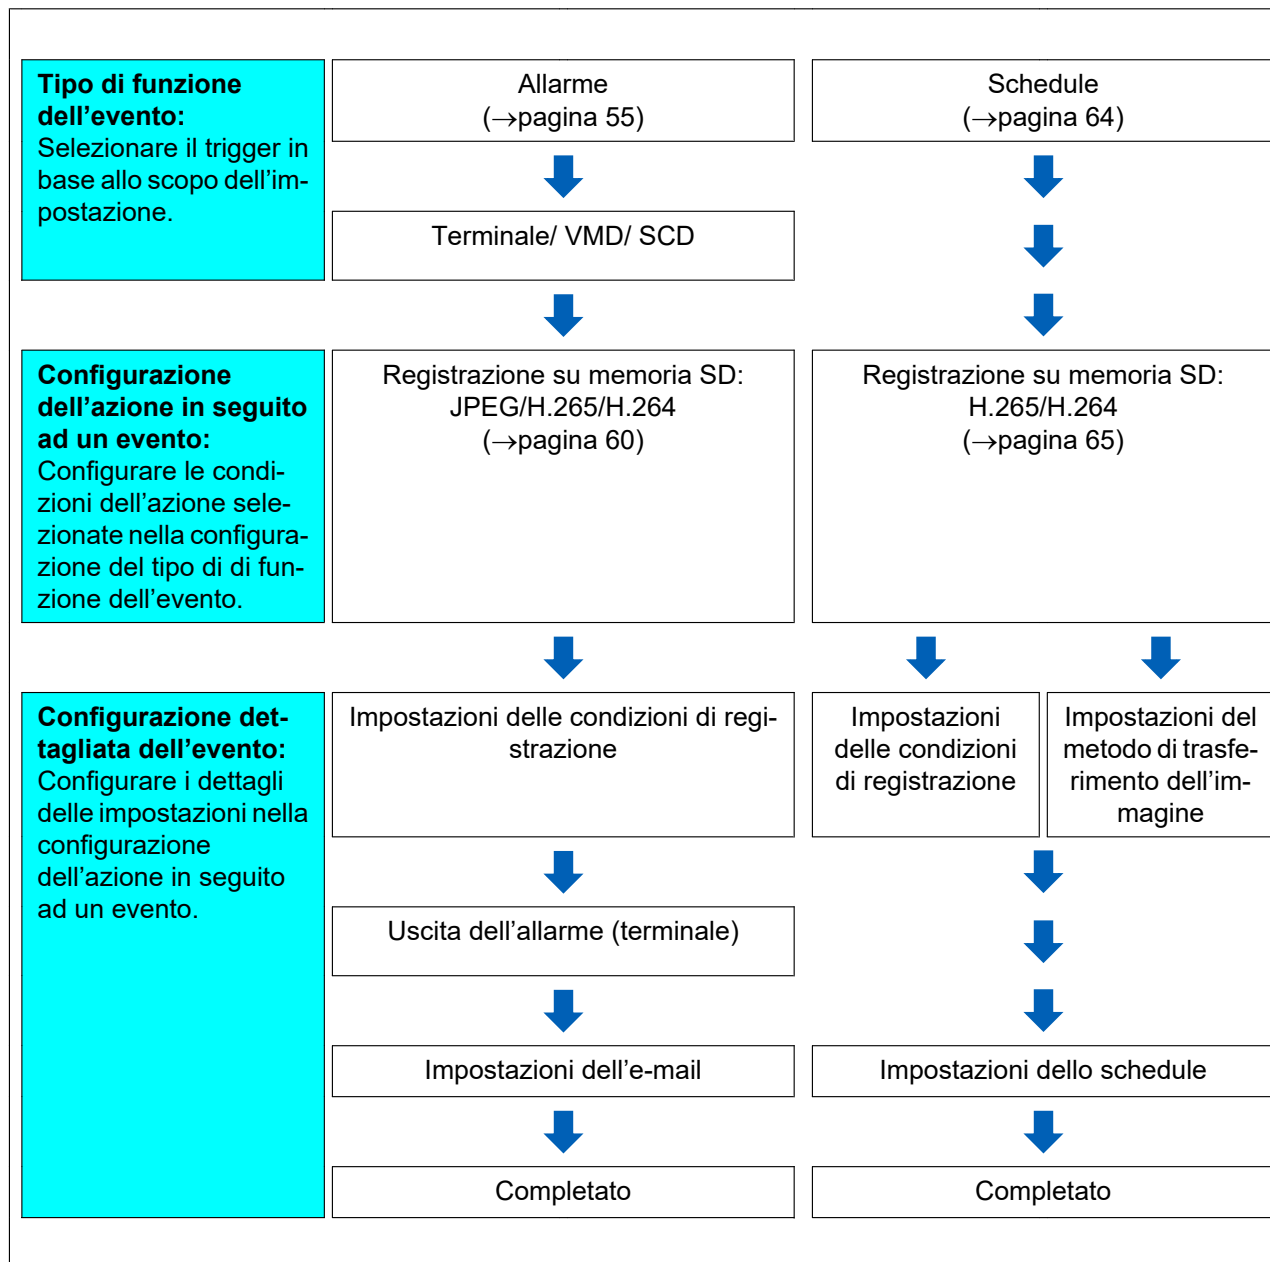 Tipo di funzione
dell’evento:
Selezionare il trigger in
base allo scopo dell’im-
postazione.
Allarme
(→pagina 55)
Schedule
(→pagina 64)
Terminale/ VMD/ SCD
Configurazione
dell’azione in seguito
ad un evento:
Configurare le condi-
zioni dell’azione sele-
zionate nella configura-
zione del tipo di di fun-
zione dell’evento.
Registrazione su memoria SD:
JPEG/H.265/H.264
(→pagina 60)
Registrazione su memoria SD:
H.265/H.264
(→pagina 65)
Configurazione det-
tagliata dell’evento:
Configurare i dettagli
delle impostazioni nella
configurazione
dell’azione in seguito
ad un evento.
Impostazioni delle condizioni di regi-
strazione
Impostazioni
delle condizioni
di registrazione
Impostazioni del
metodo di trasfe-
rimento dell’im-
magine
Uscita dell’allarme (terminale)
Impostazioni dell’e-mail
Impostazioni dello schedule
Completato
Completato